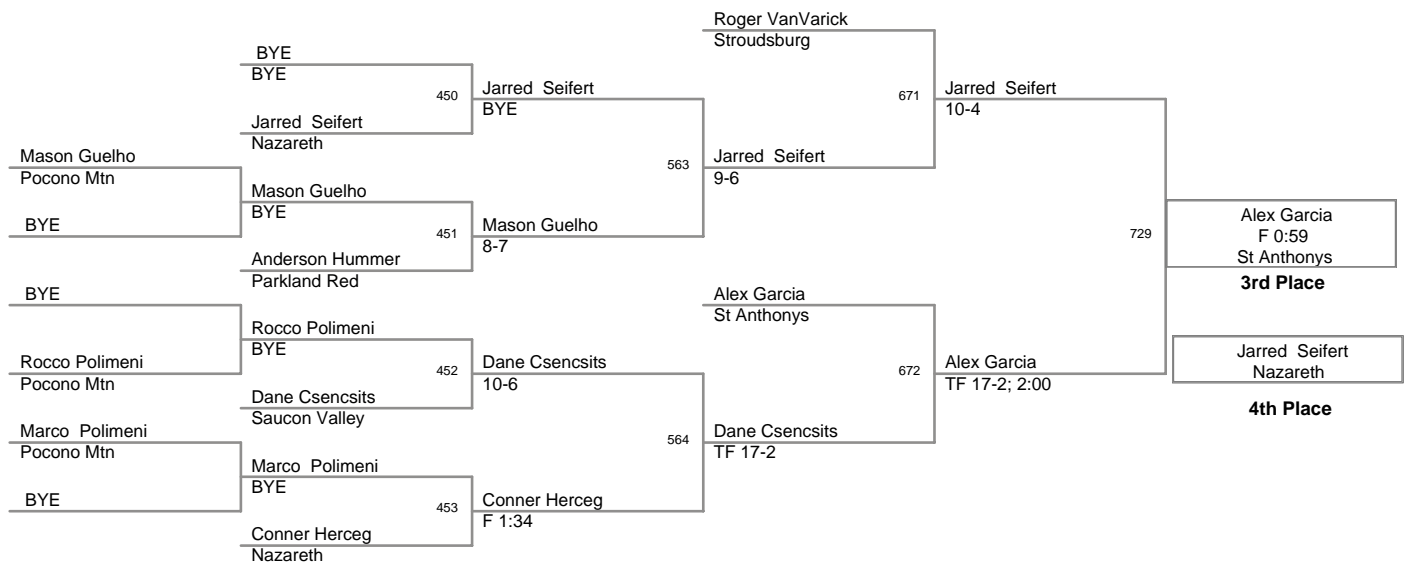 Roger VanVarick
Stroudsburg
BYE
BYE
450
Jarred Seifert
BYE
671
Jarred Seifert
10-4
Jarred Seifert
Nazareth
Mason Guelho
Pocono Mtn
563
Jarred Seifert
9-6
Mason Guelho
BYE
BYE
451
Mason Guelho
8-7
729
Alex Garcia
F 0:59
St Anthonys
3rd Place
Anderson Hummer
Parkland Red
BYE
Alex Garcia
St Anthonys
Rocco Polimeni
BYE
Rocco Polimeni
Pocono Mtn
452
Dane Csencsits
10-6
672
Alex Garcia
TF 17-2; 2:00
Jarred Seifert
Nazareth
4th Place
Dane Csencsits
Saucon Valley
Marco Polimeni
Pocono Mtn
564
Dane Csencsits
TF 17-2
Marco Polimeni
BYE
BYE
453
Conner Herceg
F 1:34
Conner Herceg
Nazareth